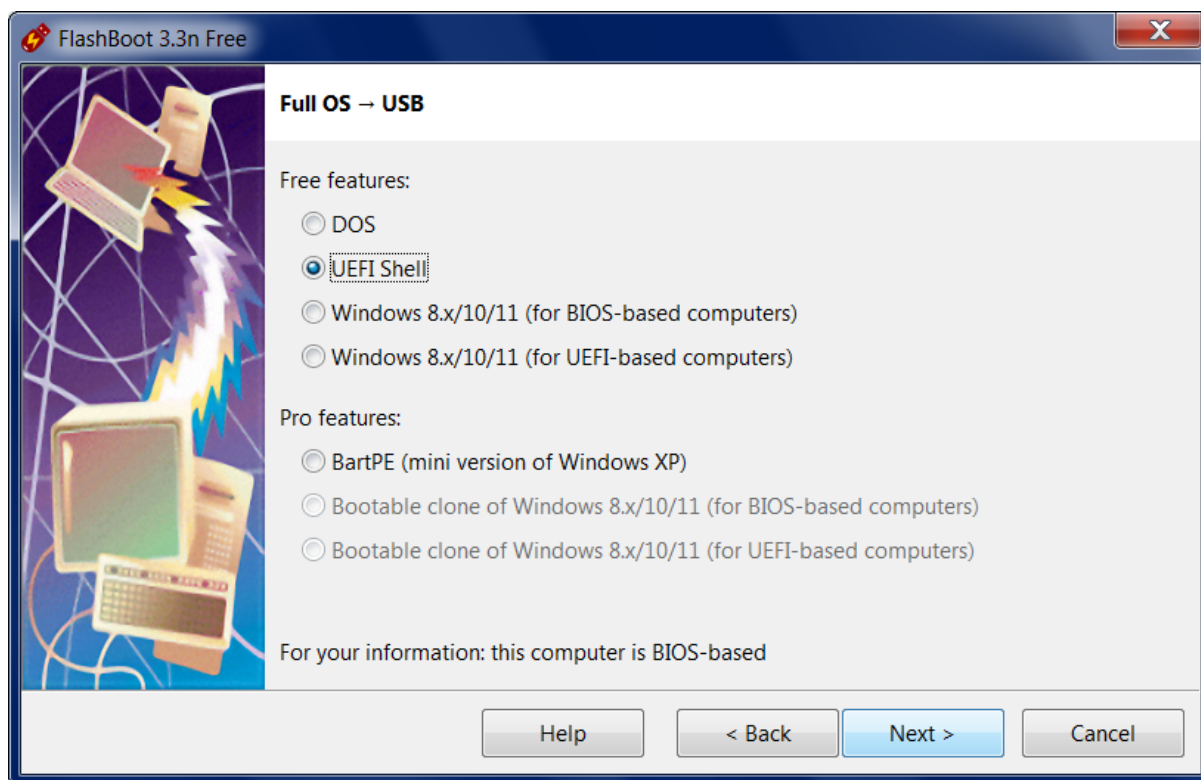 FlashBoot 3.3n Free
Full OS → USB
Free features:
DOS
UEFI Shell
Windows 8.x/10/11 (for BIOS-based computers)
Windows 8.x/10/11 (for UEFI-based computers)
Pro features:
BartPE (mini version of Windows XP)
Bootable clone of Windows 8.x/10/11 (for BIOS-based computers)
Bootable clone of Windows 8.x/10/11 (for UEFI-based computers)
For your information: this computer is BIOS-based
Help < Back Next > Cancel